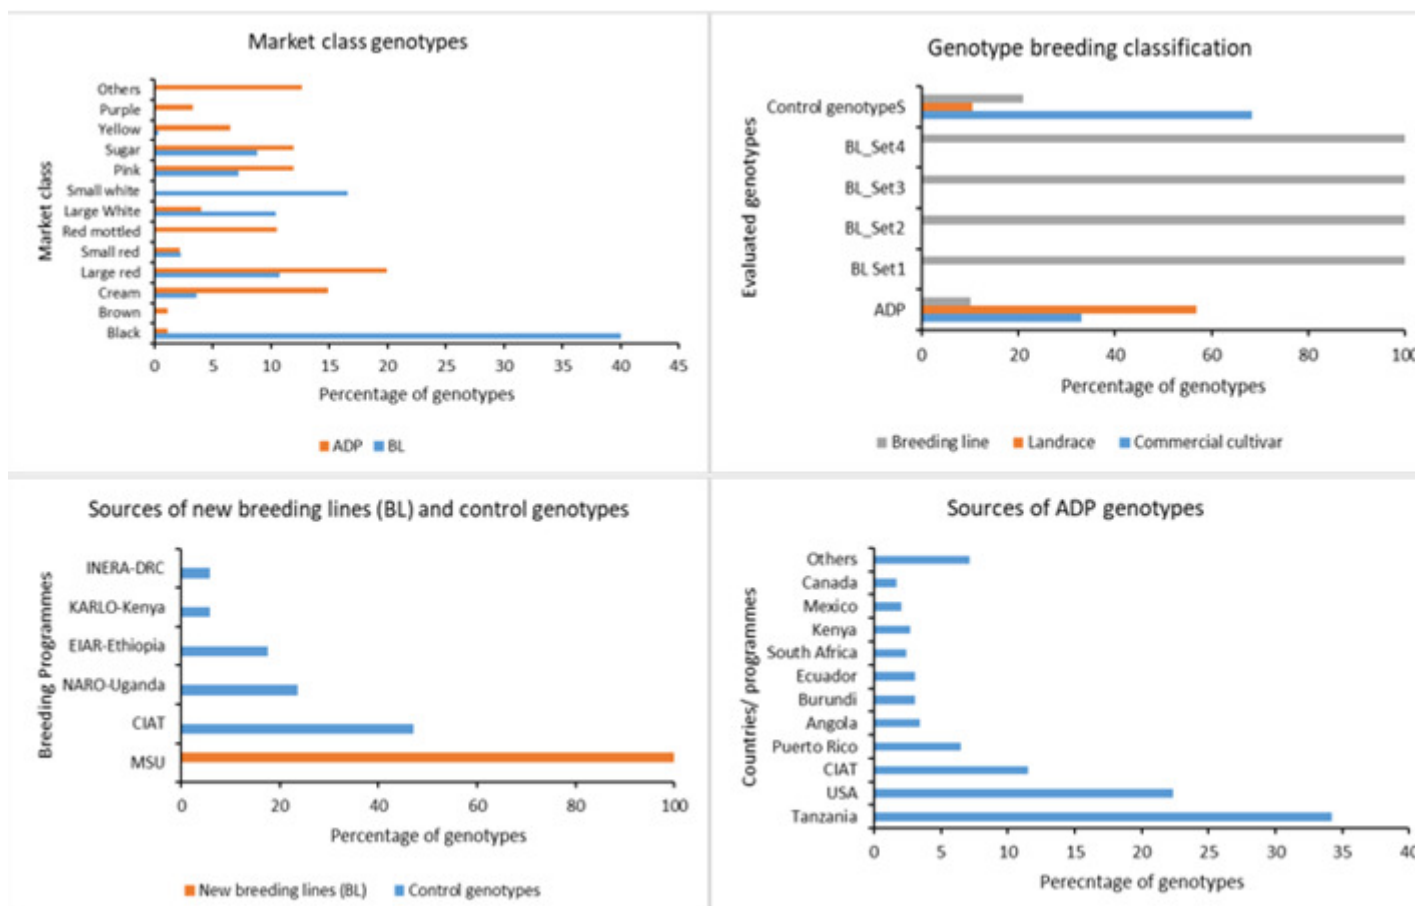 Market class genotypes
Others
Purple
Yellow
Sugar
Pink
Small white
Large White
Red mottled
Small red
Large red
Cream
Brown
Black
Market class
0 5 10 15 20 25 30 35 40 45
Percentage of genotypes
ADP BL
Genotype breeding classification
Control genotypeS
BL_Set4
BL_Set3
BL_Set2
BL Set1
ADP
Evaluated genotypes
0 20 40 60 80 100
Percentage of genotypes
Breeding line Landrace Commercial cultivar
Sources of new breeding lines (BL) and control genotypes
INERA-DRC
KARLO-Kenya
EIAR-Ethiopia
NARO-Uganda
CIAT
MSU
Breeding Programmes
0 20 40 60 80 100
Percentage of genotypes
New breeding lines (BL) Control genotypes
Sources of ADP genotypes
Others
Canada
Mexico
Kenya
South Africa
Ecuador
Burundi
Angola
Puerto Rico
CIAT
USA
Tanzania
Countries/ programmes
0 5 10 15 20 25 30 35 40
Perecntage of genotypes